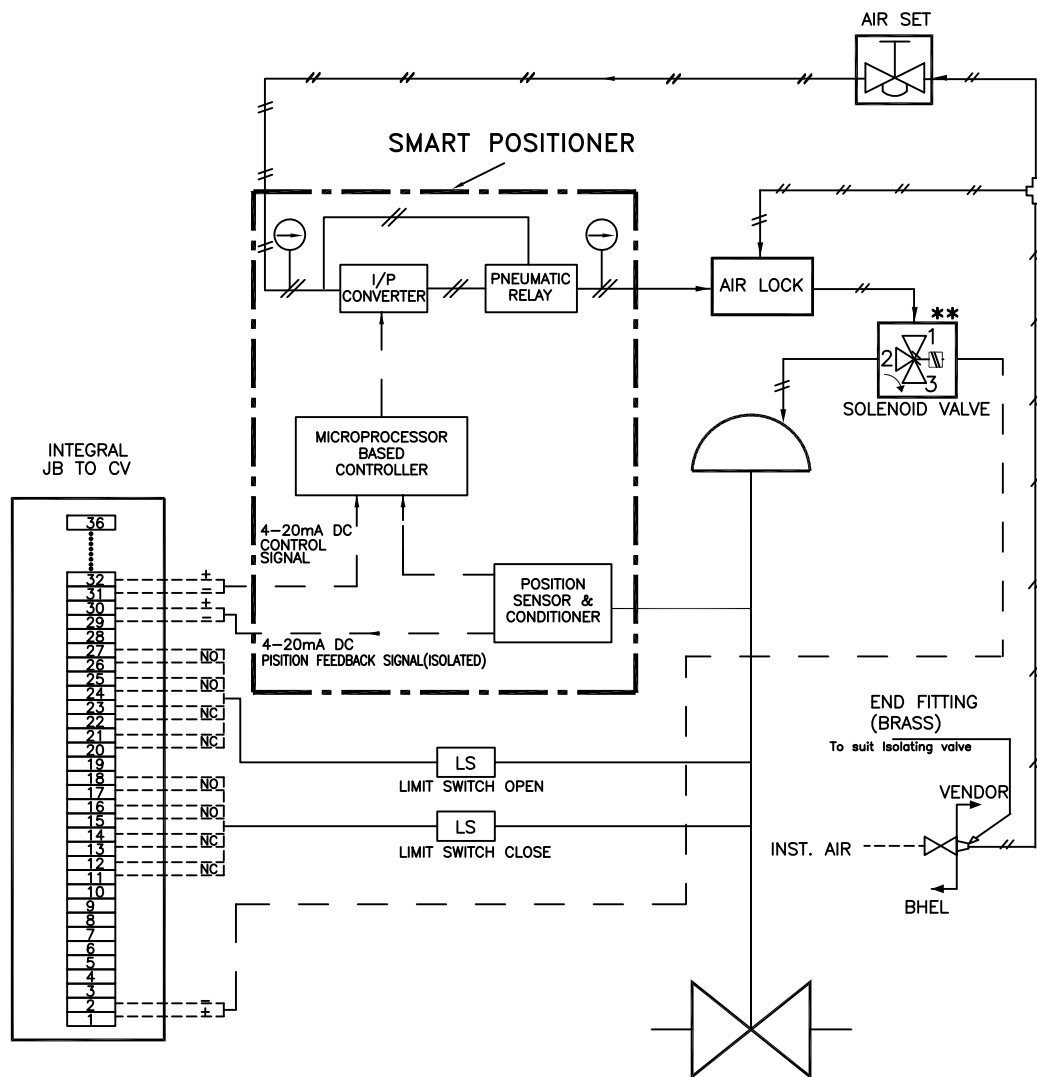 AIR SET
SMART POSITIONER
I/P
CONVERTER
PNEUMATIC
RELAY
AIR LOCK
**
1
2
3
SOLENOID VALVE
MICROPROCESSOR
BASED
CONTROLLER
INTEGRAL
JB TO CV
4-20mA DC
CONTROL
SIGNAL
POSITION
SENSOR &
CONDITIONER
4-20mA DC
PISITION FEEDBACK SIGNAL(ISOLATED)
36
32 +
31 -
30 +
29 -
28
27 NO
26
25 NO
24
23 NC
22
21 NC
20
19
18 NO
17
16 NO
15
14 NC
13
12 NC
11
10
9
8
7
6
5
4
3
2 -
1 +
LS
LIMIT SWITCH OPEN
LS
LIMIT SWITCH CLOSE
END FITTING
(BRASS)
To suit Isolating valve
VENDOR
INST. AIR
BHEL